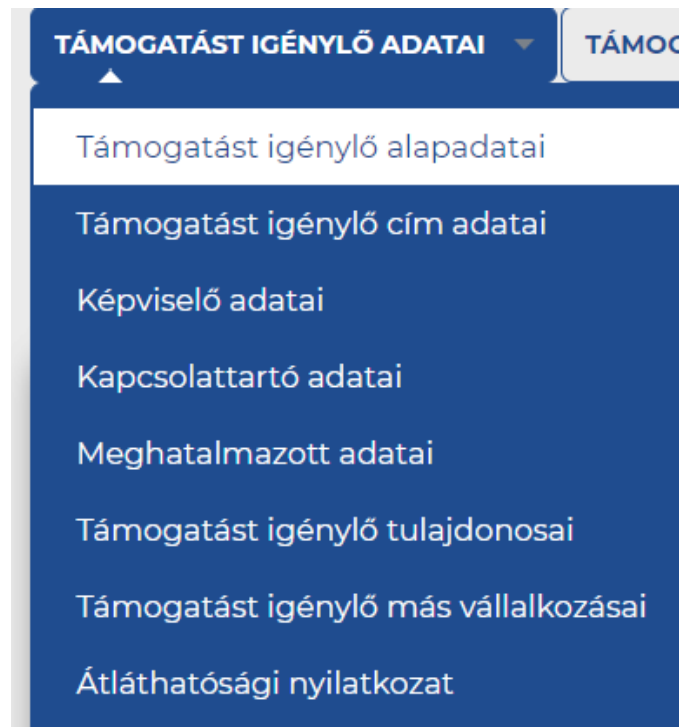 TÁMOGATÁST IGÉNYLŐ ADATAI
Támogatást igénylő alapadatai
Támogatást igénylő cím adatai
Képviselő adatai
Kapcsolattartó adatai
Meghatalmazott adatai
Támogatást igénylő tulajdonosai
Támogatást igénylő más vállalkozásai
Átláthatósági nyilatkozat